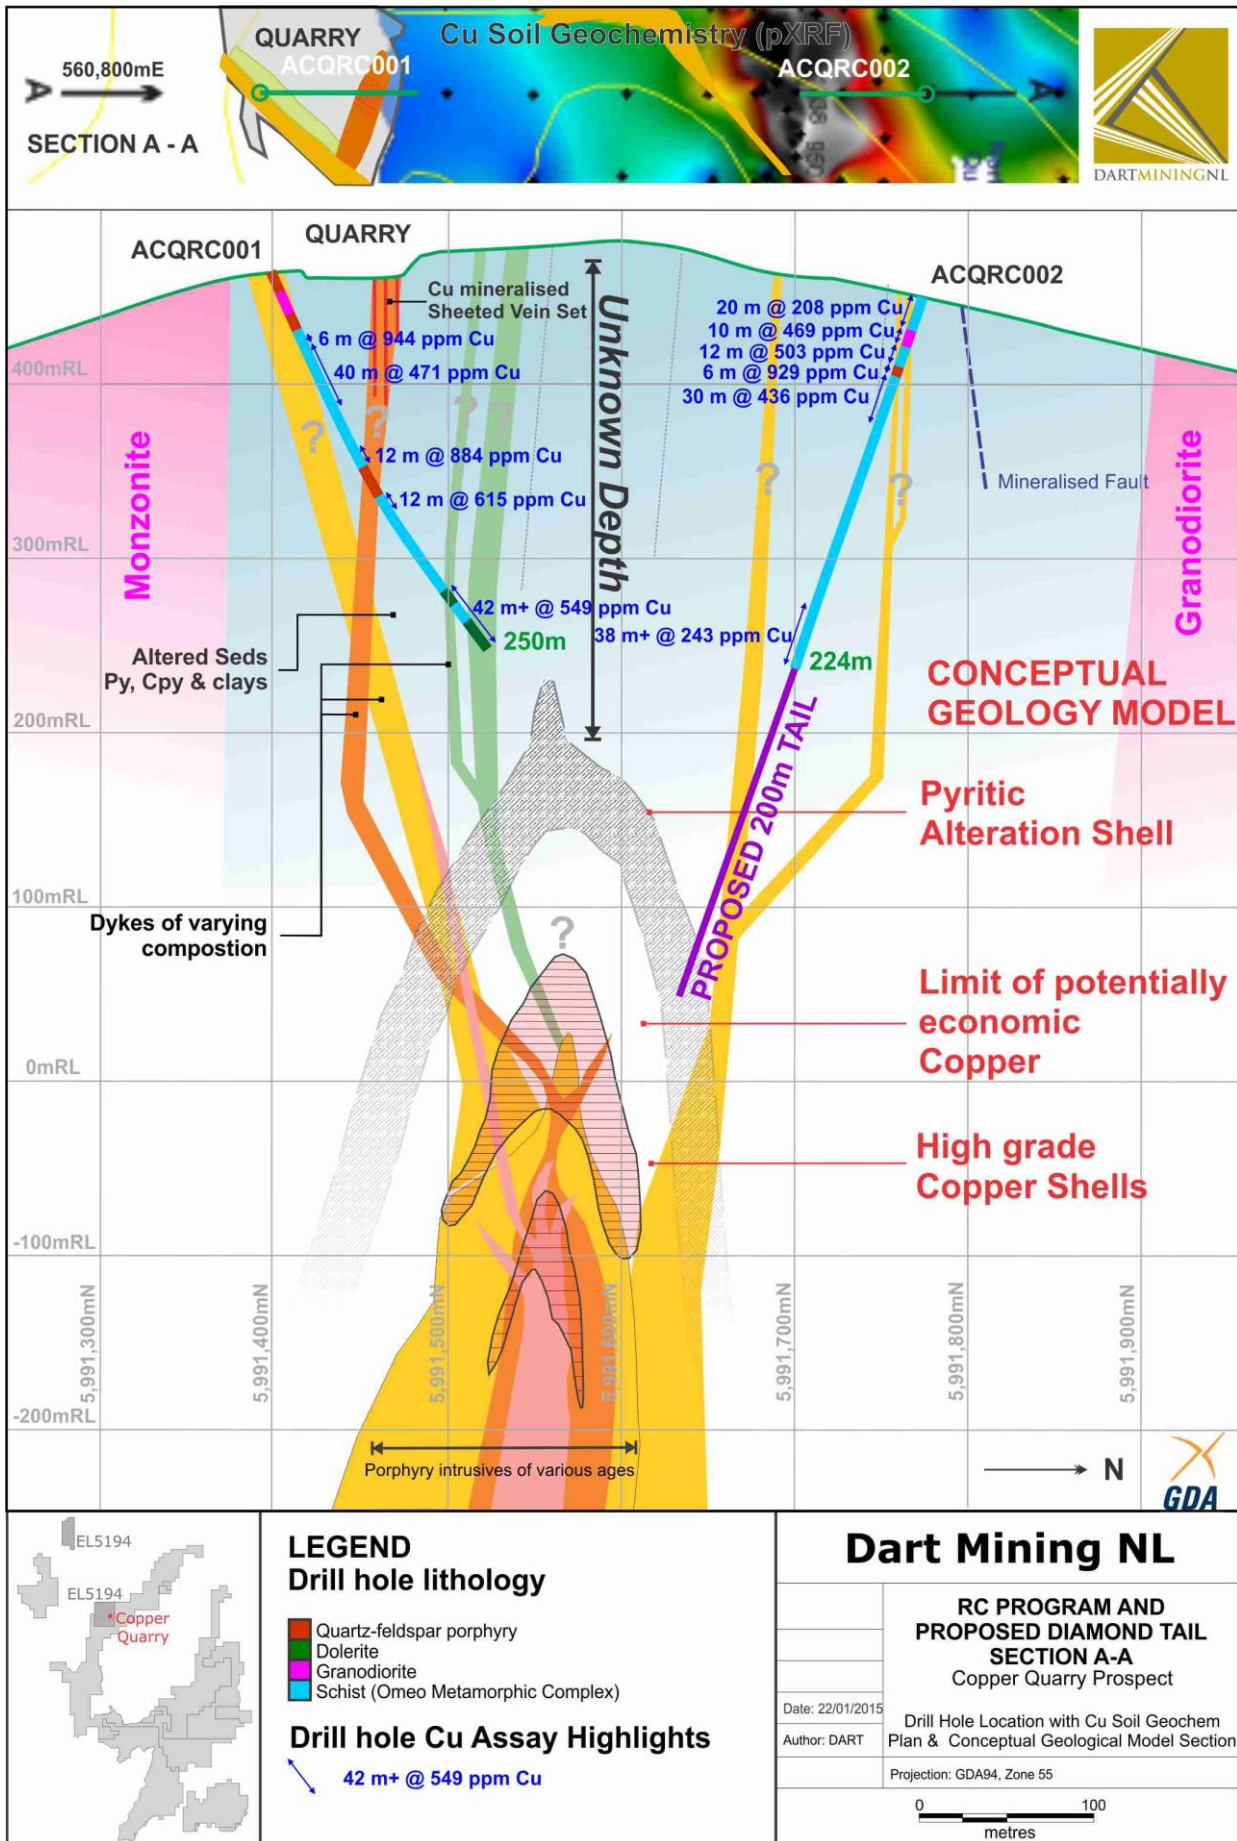 QUARRY
Cu Soil Geochemistry (pXRF)
ACQRC001
ACQRC002
560,800mE
A
A
SECTION A - A
950
DARTMININGNL
ACQRC001
QUARRY
ACQRC002
Cu mineralised
Sheeted Vein Set
Unknown Depth
20 m @ 208 ppm Cu
10 m @ 469 ppm Cu
12 m @ 503 ppm Cu
6 m @ 929 ppm Cu
30 m @ 436 ppm Cu
6 m @ 944 ppm Cu
40 m @ 471 ppm Cu
400mRL
?
?
?
?
12 m @ 884 ppm Cu
12 m @ 615 ppm Cu
?
?
Mineralised Fault
Monzonite
Granodiorite
300mRL
42 m+ @ 549 ppm Cu
38 m+ @ 243 ppm Cu
250m
224m
Altered Seds
Py, Cpy & clays
CONCEPTUAL
GEOLOGY MODEL
200mRL
PROPOSED 200m TAIL
Pyritic
Alteration Shell
100mRL
Dykes of varying
compostion
?
Limit of potentially
economic
Copper
0mRL
High grade
Copper Shells
-100mRL
5,991,300mN
5,991,400mN
5,991,500mN
5,991,600mN
5,991,700mN
5,991,800mN
5,991,900mN
-200mRL
Porphyry intrusives of various ages
N
GDA
EL5194
EL5194
Copper
Quarry
LEGEND
Drill hole lithology
Quartz-feldspar porphyry
Dolerite
Granodiorite
Schist (Omeo Metamorphic Complex)
Drill hole Cu Assay Highlights
42 m+ @ 549 ppm Cu
Dart Mining NL
RC PROGRAM AND
PROPOSED DIAMOND TAIL
SECTION A-A
Copper Quarry Prospect
Date: 22/01/2015
Author: DART
Drill Hole Location with Cu Soil Geochem
Plan & Conceptual Geological Model Section
Projection: GDA94, Zone 55
0 100
metres